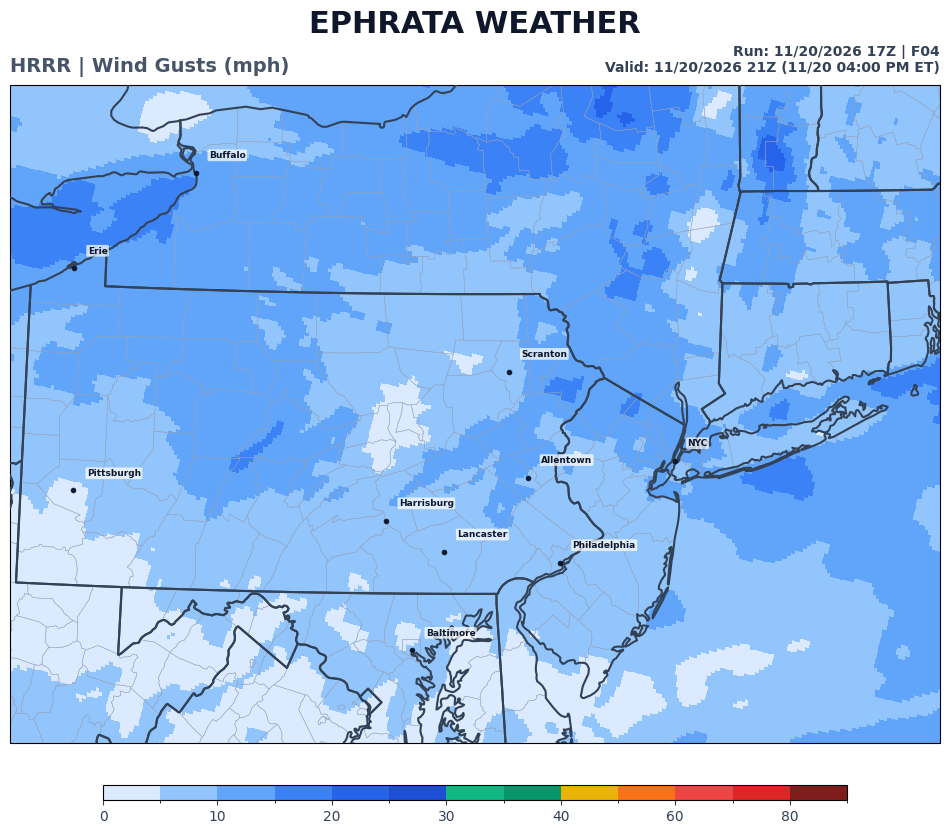 EPHRATA WEATHER
HRRR | Wind Gusts (mph)
Run: 11/20/2026 17Z | F04
Valid: 11/20/2026 21Z (11/20 04:00 PM ET)
Buffalo
Erie
Scranton
NYC
Allentown
Pittsburgh
Harrisburg
Lancaster
Philadelphia
Baltimore
0 10 20 30 40 50 60 70 80